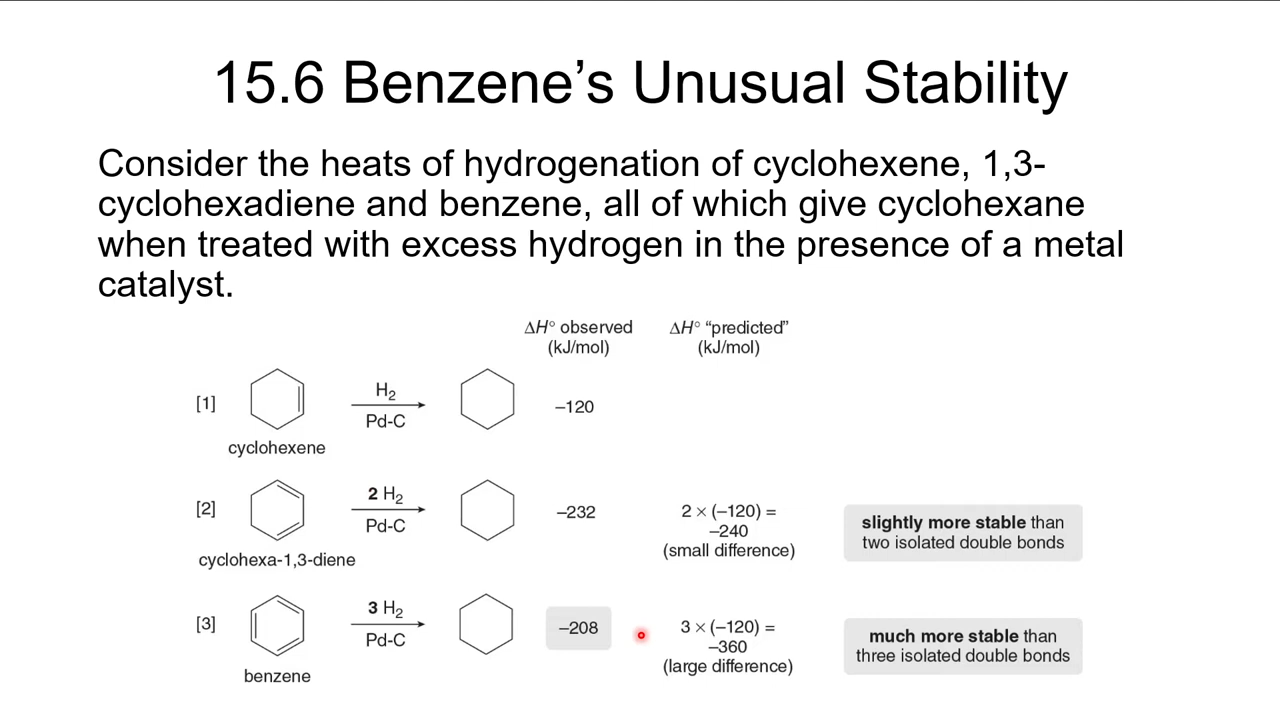 15.6 Benzene’s Unusual Stability
Consider the heats of hydrogenation of cyclohexene, 1,3-
cyclohexadiene and benzene, all of which give cyclohexane
when treated with excess hydrogen in the presence of a metal
catalyst.
ΔH° observed
(kJ/mol)
ΔH° “predicted”
(kJ/mol)
[1]
H₂
Pd-C
–120
cyclohexene
[2]
2 H₂
Pd-C
–232
2 × (–120) =
–240
(small difference)
slightly more stable than
two isolated double bonds
cyclohexa-1,3-diene
[3]
3 H₂
Pd-C
–208
3 × (–120) =
–360
(large difference)
much more stable than
three isolated double bonds
benzene